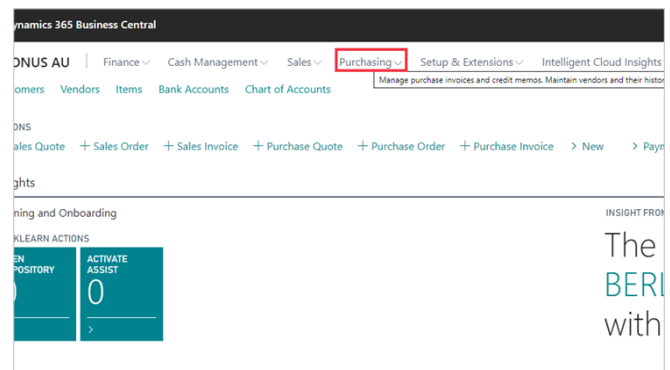 ynamics 365 Business Central
ONUS AU Finance Cash Management Sales Purchasing Setup & Extensions Intelligent Cloud Insights
Manage purchase invoices and credit memos. Maintain vendors and their histor
omers Vendors Items Bank Accounts Chart of Accounts
ONS
ales Quote + Sales Order + Sales Invoice + Purchase Quote + Purchase Order + Purchase Invoice > New > Payn
ghts
ning and Onboarding
INSIGHT FROM
KLEARN ACTIONS
EN
POSITORY
ACTIVATE
ASSIST
0
>
The
BERL
with